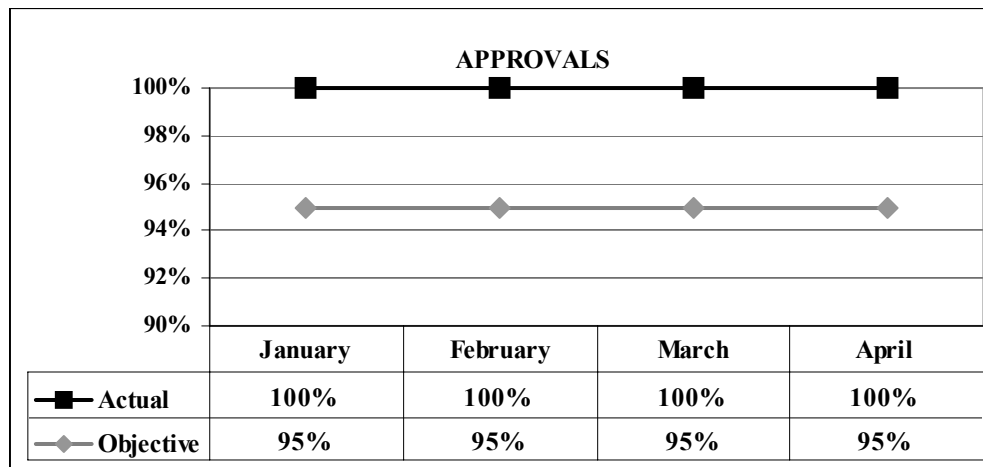 APPROVALS
100%
98%
96%
94%
92%
90%
January February March April
Actual 100% 100% 100% 100%
Objective 95% 95% 95% 95%